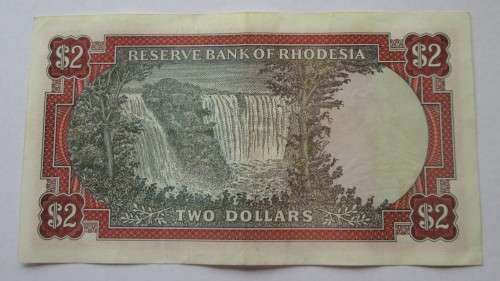 $2 RESERVE BANK OF RHODESIA $2
$2 TWO DOLLARS $2